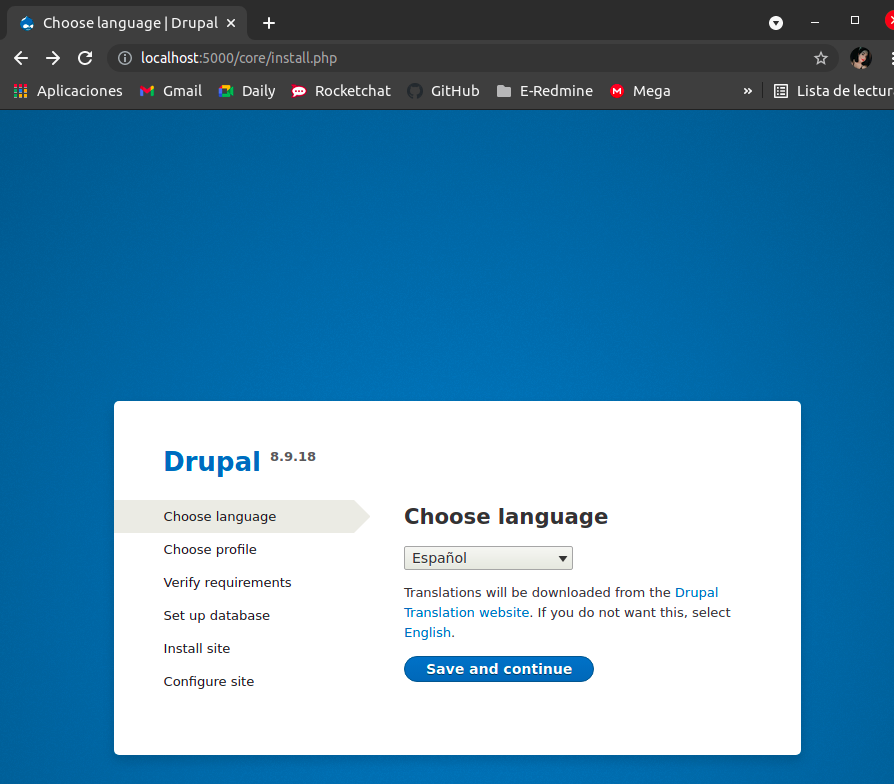 Choose language | Drupal
localhost:5000/core/install.php
Aplicaciones Gmail Daily Rocketchat GitHub E-Redmine Mega » Lista de lectur
Drupal 8.9.18
Choose language
Choose profile
Verify requirements
Set up database
Install site
Configure site
Choose language
Español
Translations will be downloaded from the Drupal
Translation website. If you do not want this, select
English.
Save and continue